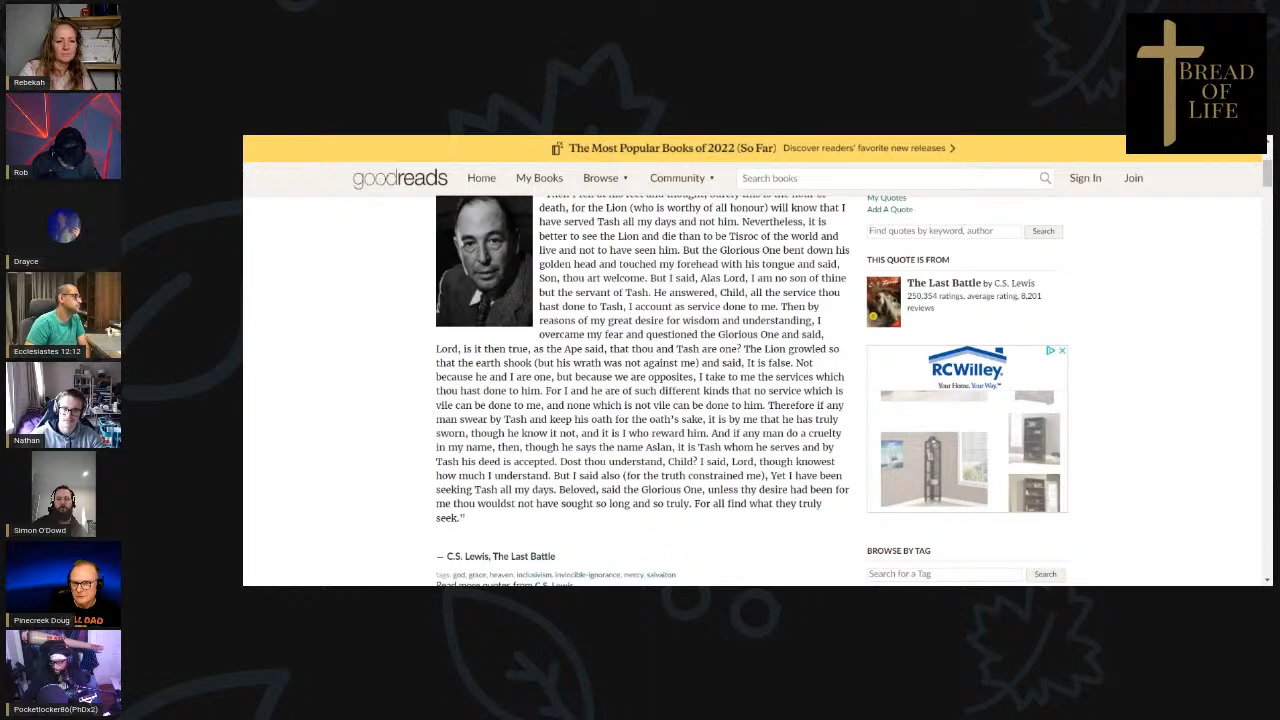 Rebekah
Rob
Drayce
Ecclesiastes 12:12
Nathan
Simon O'Dowd
Pinecreek Doug
LL DAD
Pocketlocker86(PhDx2)
BREAD
OF
LIFE
The Most Popular Books of 2022 (So Far) Discover readers' favorite new releases
goodreads Home My Books Browse Community Search books Sign In Join
death, for the Lion (who is worthy of all honour) will know that I
have served Tash all my days and not him. Nevertheless, it is
better to see the Lion and die than to be Tisroc of the world and
live and not to have seen him. But the Glorious One bent down his
golden head and touched my forehead with his tongue and said,
Son, thou art welcome. But I said, Alas Lord, I am no son of thine
but the servant of Tash. He answered, Child, all the service thou
hast done to Tash, I account as service done to me. Then by
reasons of my great desire for wisdom and understanding, I
overcame my fear and questioned the Glorious One and said,
Lord, is it then true, as the Ape said, that thou and Tash are one? The Lion growled so
that the earth shook (but his wrath was not against me) and said, It is false. Not
because he and I are one, but because we are opposites, I take to me the services which
thou hast done to him. For I and he are of such different kinds that no service which is
vile can be done to me, and none which is not vile can be done to him. Therefore if any
man swear by Tash and keep his oath for the oath's sake, it is by me that he has truly
sworn, though he know it not, and it is I who reward him. And if any man do a cruelty
in my name, then, though he says the name Aslan, it is Tash whom he serves and by
Tash his deed is accepted. Dost thou understand, Child? I said, Lord, though knowest
how much I understand. But I said also (for the truth constrained me), Yet I have been
seeking Tash all my days. Beloved, said the Glorious One, unless thy desire had been for
me thou wouldst not have sought so long and so truly. For all find what they truly
seek.”
― C.S. Lewis, The Last Battle
tags: god, grace, heaven, inclusivism, invincible-ignorance, mercy, salvaiton
Read more quotes from C.S. Lewis
My Quotes
Add A Quote
Find quotes by keyword, author Search
THIS QUOTE IS FROM
The Last Battle by C.S. Lewis
250,354 ratings, average rating, 8,201
reviews
RCWilley
Your Home. Your Way.™
BROWSE BY TAG
Search for a Tag Search